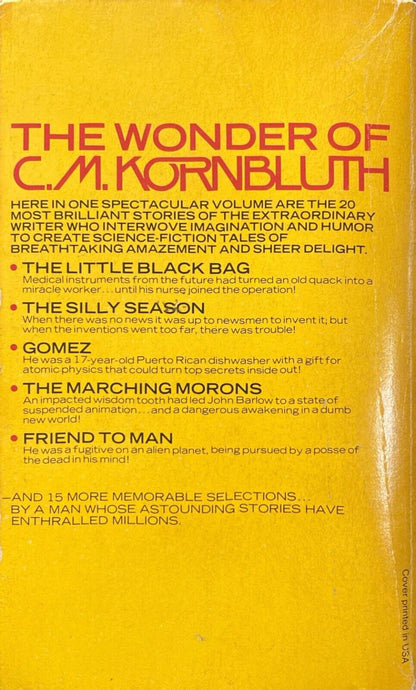 THE WONDER OF
C.M. KORNBLUTH
HERE IN ONE SPECTACULAR VOLUME ARE THE 20
MOST BRILLIANT STORIES OF THE EXTRAORDINARY
WRITER WHO INTERWOVE IMAGINATION AND HUMOR
TO CREATE SCIENCE-FICTION TALES OF
BREATHTAKING AMAZEMENT AND SHEER DELIGHT.
• THE LITTLE BLACK BAG
Medical instruments from the future had turned an old quack into a
miracle worker...until his nurse joined the operation!
• THE SILLY SEASON
When there was no news it was up to newsmen to invent it; but
when the inventions went too far, there was trouble!
• GOMEZ
He was a 17-year-old Puerto Rican dishwasher with a gift for
atomic physics that could turn top secrets inside out!
• THE MARCHING MORONS
An impacted wisdom tooth had led John Barlow to a state of
suspended animation...and a dangerous awakening in a dumb
new world!
• FRIEND TO MAN
He was a fugitive on an alien planet, being pursued by a posse of
the dead in his mind!
—AND 15 MORE MEMORABLE SELECTIONS...
BY A MAN WHOSE ASTOUNDING STORIES HAVE
ENTHRALLED MILLIONS.
Cover printed in USA